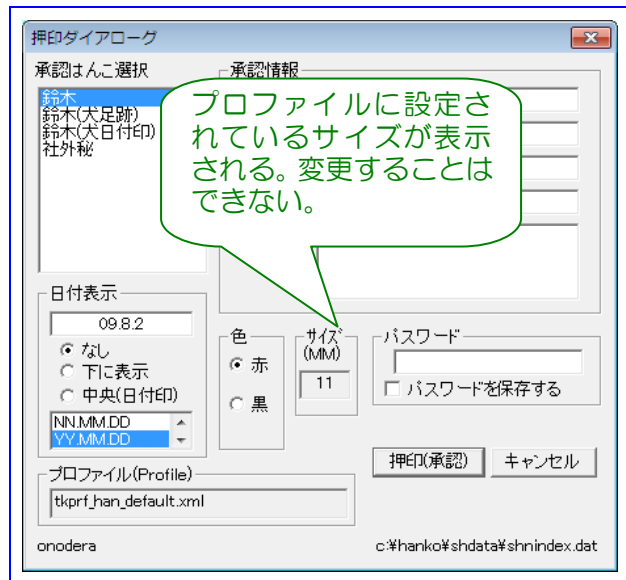 押印ダイアローグ
承認はんこ選択
鈴木
鈴木(犬足跡)
鈴木(犬日付印)
社外秘
承認情報
プロファイルに設定さ
れているサイズが表示
される。変更することは
できない。
日付表示
09.8.2
なし
下に表示
中央(日付印)
NN.MM.DD
YY.MM.DD
色
赤
黒
サイズ
(MM)
11
パスワード
パスワードを保存する
プロファイル(Profile)
tkprf_han_default.xml
押印(承認)
キャンセル
onodera
c:¥hanko¥shdata¥shnindex.dat